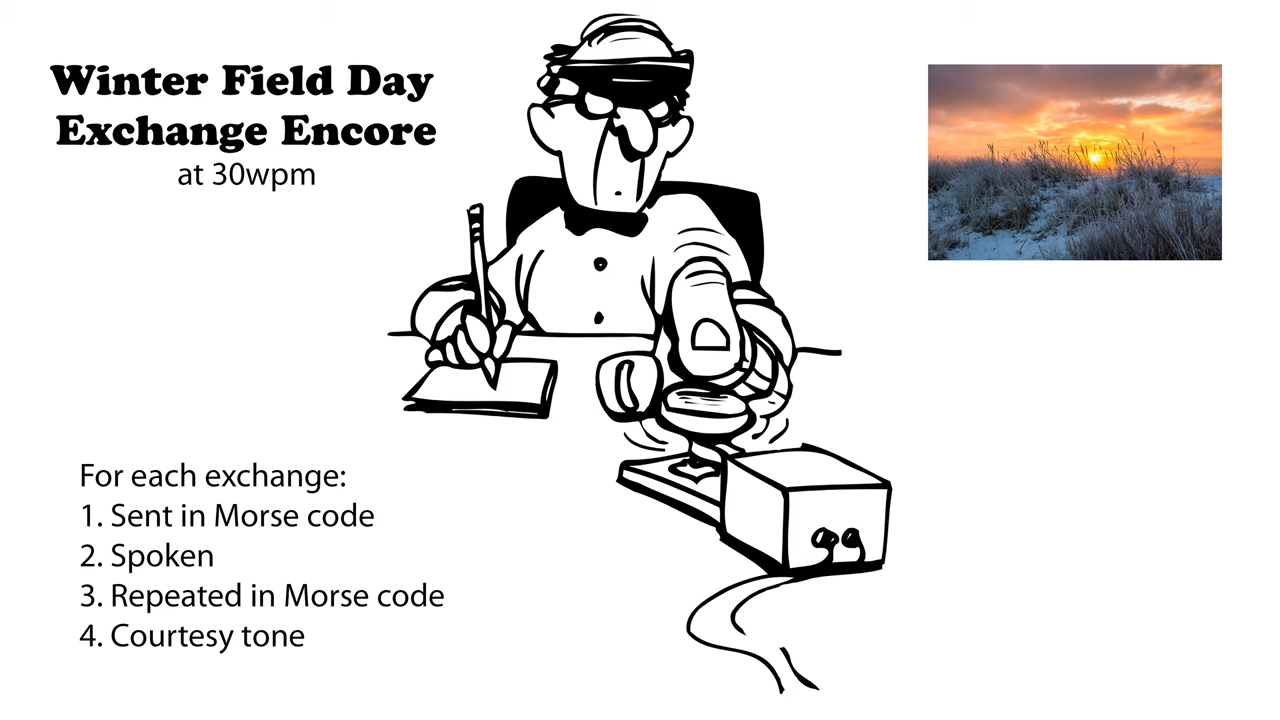 Winter Field Day
Exchange Encore
at 30wpm
For each exchange:
1. Sent in Morse code
2. Spoken
3. Repeated in Morse code
4. Courtesy tone